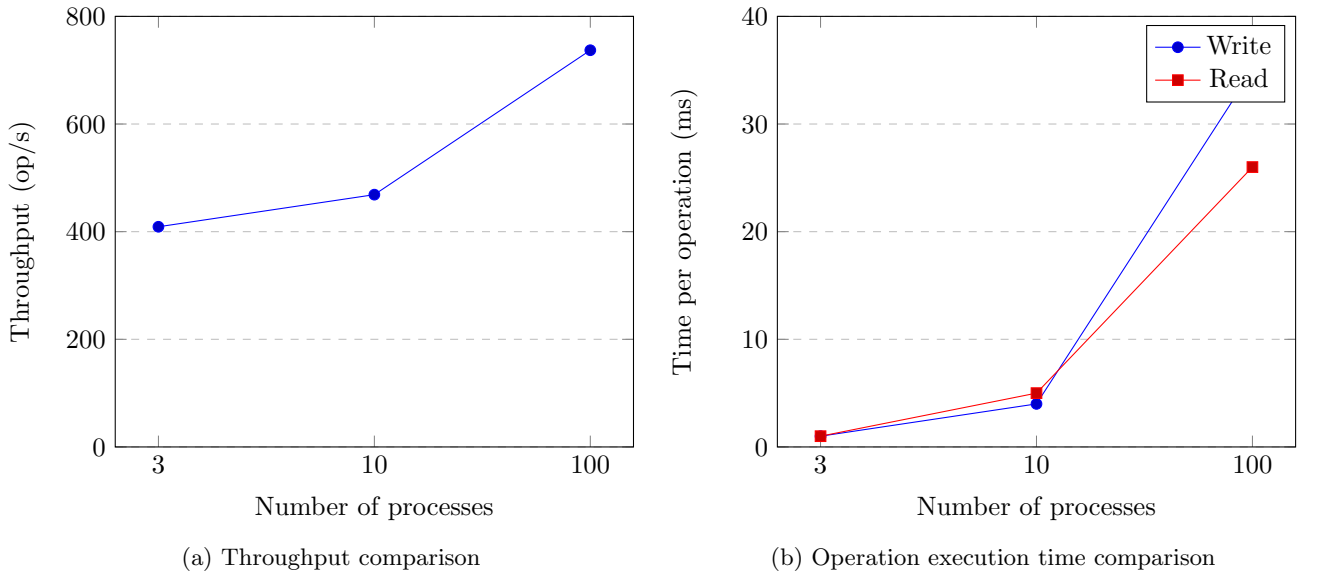 800
600
400
200
0
3
10
100
Throughput (op/s)
Number of processes
(a) Throughput comparison
40
30
20
10
0
3
10
100
Time per operation (ms)
Number of processes
Write
Read
(b) Operation execution time comparison